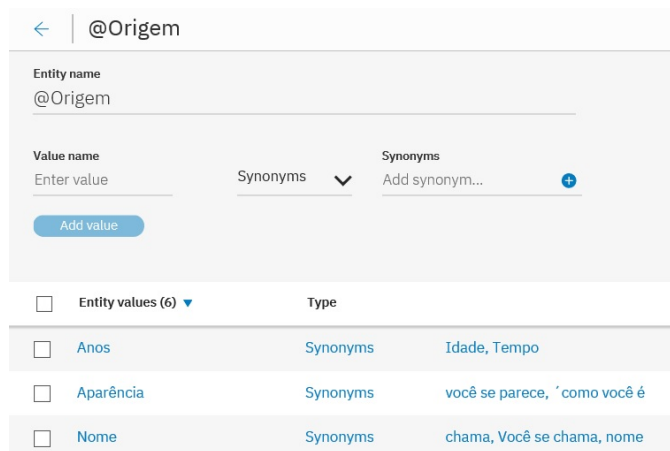 @Origem
Entity name
@Origem
Value name Synonyms
Enter value Synonyms Add synonym...
Add value
Entity values (6) Type
Anos Synonyms Idade, Tempo
Aparência Synonyms você se parece, ´como você é
Nome Synonyms chama, Você se chama, nome